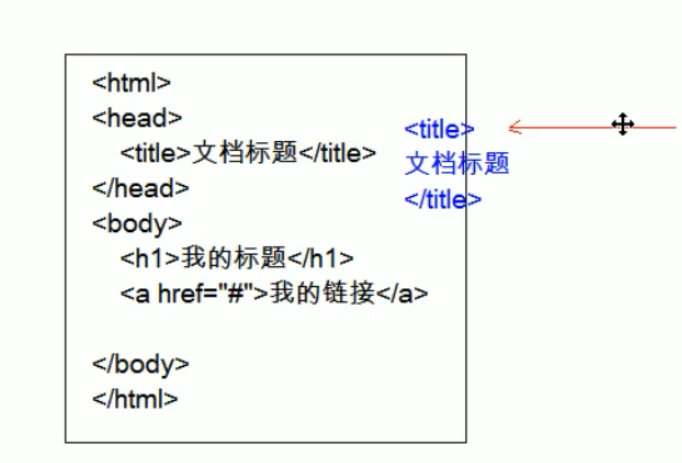 <html>
<head>
<title>文档标题</title>
</head>
<body>
<h1>我的标题</h1>
<a href="#">我的链接</a>
</body>
</html>
<title>
文档标题
</title>